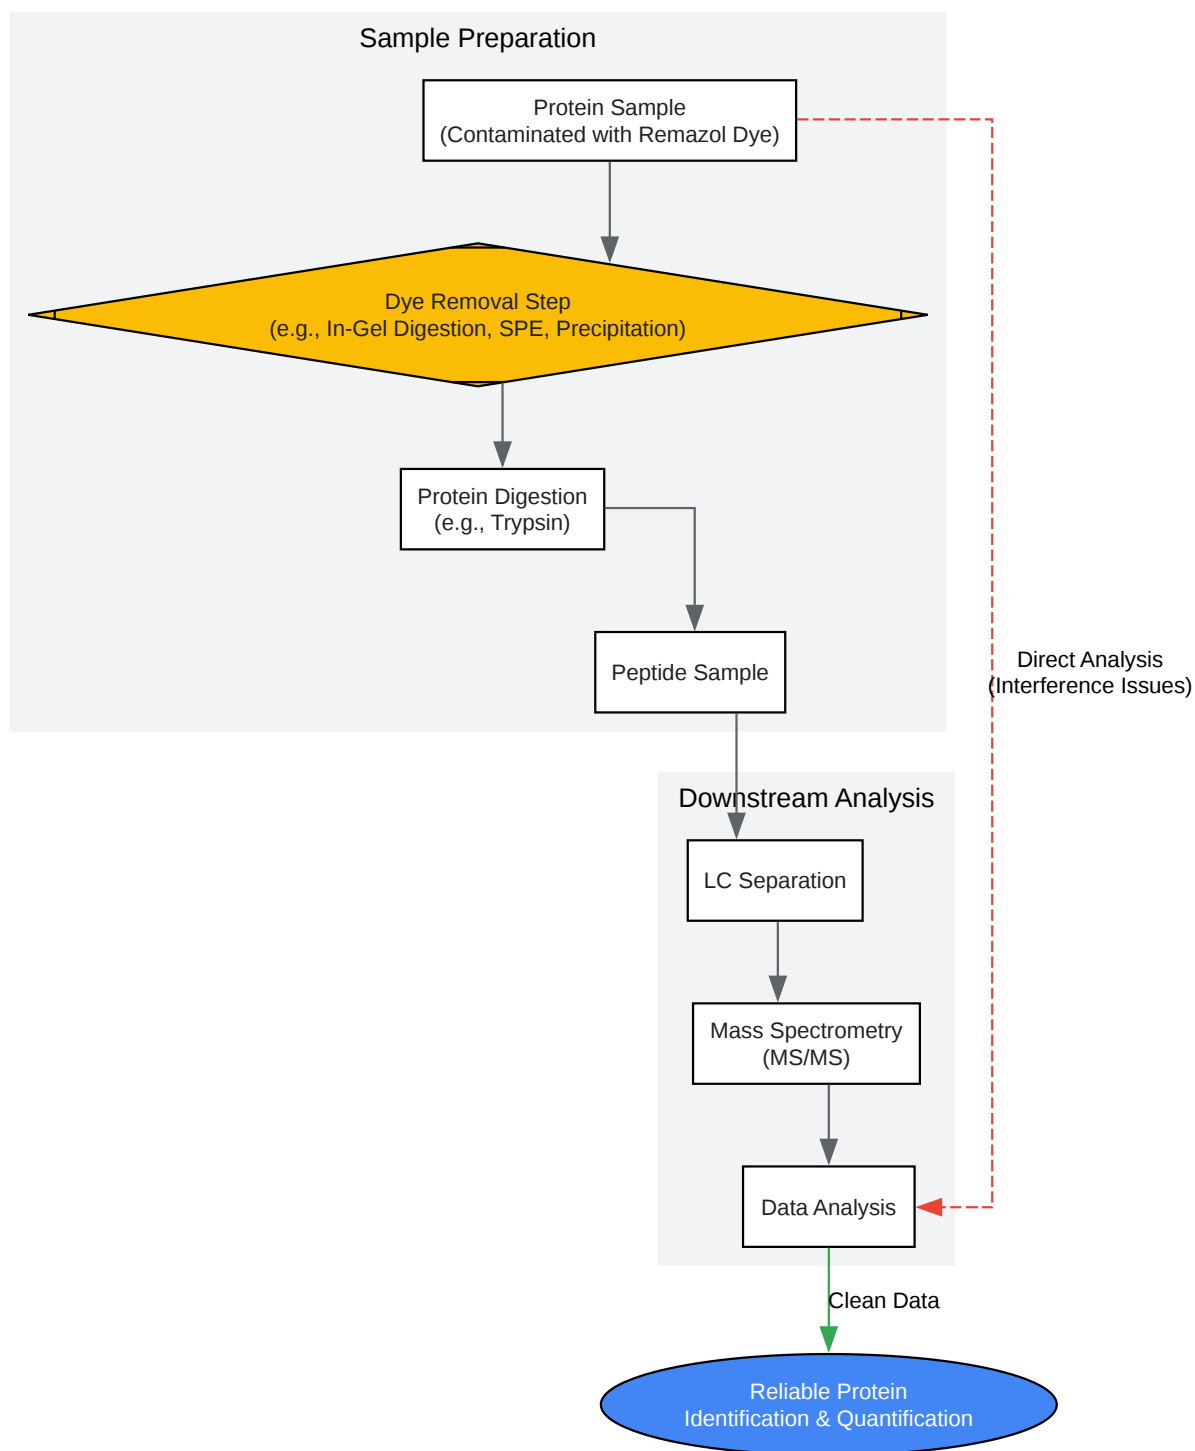 Sample Preparation
Protein Sample
(Contaminated with Remazol Dye)
Dye Removal Step
(e.g., In-Gel Digestion, SPE, Precipitation)
Protein Digestion
(e.g., Trypsin)
Peptide Sample
Direct Analysis
(Interference Issues)
Downstream Analysis
LC Separation
Mass Spectrometry
(MS/MS)
Data Analysis
Clean Data
Reliable Protein
Identification & Quantification